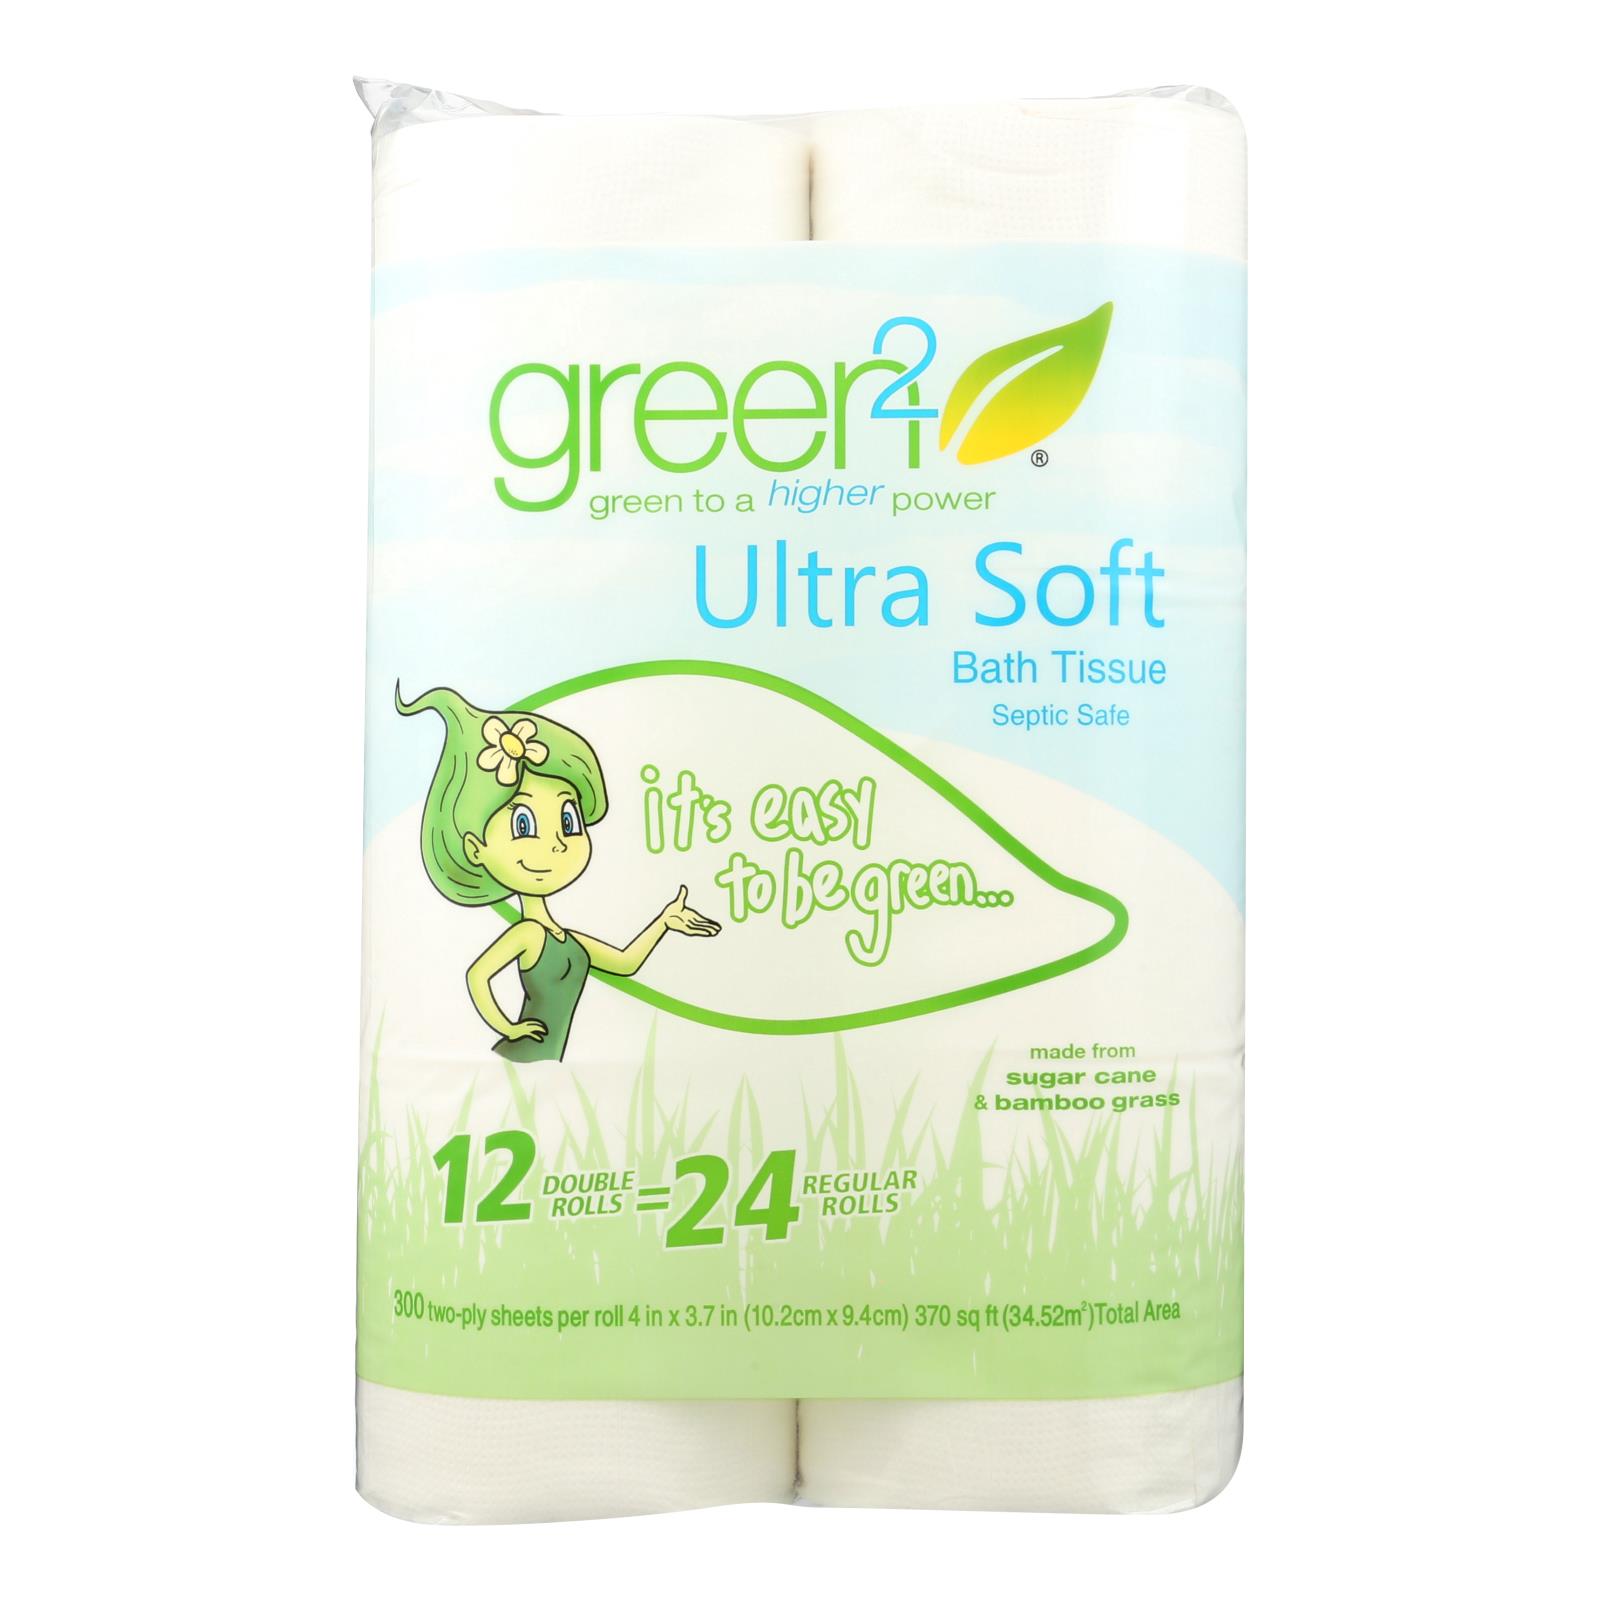 green2 ®
green to a higher power
Ultra Soft
Bath Tissue
Septic Safe
it's easy
to be green...
made from
sugar cane
& bamboo grass
12 DOUBLE ROLLS = 24 REGULAR ROLLS
300 two-ply sheets per roll 4 in x 3.7 in (10.2cm x 9.4cm) 370 sq ft (34.52m²) Total Area